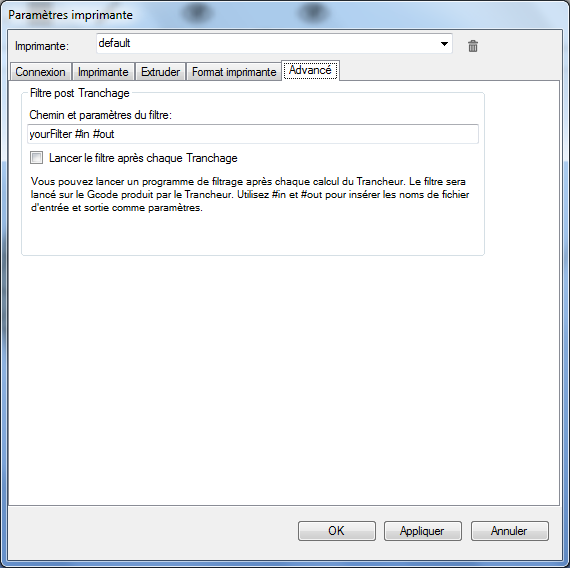 Paramètres imprimante
Imprimante: default
Connexion Imprimante Extruder Format imprimante Advancé
Filtre post Tranchage
Chemin et paramètres du filtre:
yourFilter #in #out
Lancer le filtre après chaque Tranchage
Vous pouvez lancer un programme de filtrage après chaque calcul du Trancheur. Le filtre sera
lancé sur le Gcode produit par le Trancheur. Utilisez #in et #out pour insérer les noms de fichier
d'entrée et sortie comme paramètres.
OK Appliquer Annuler